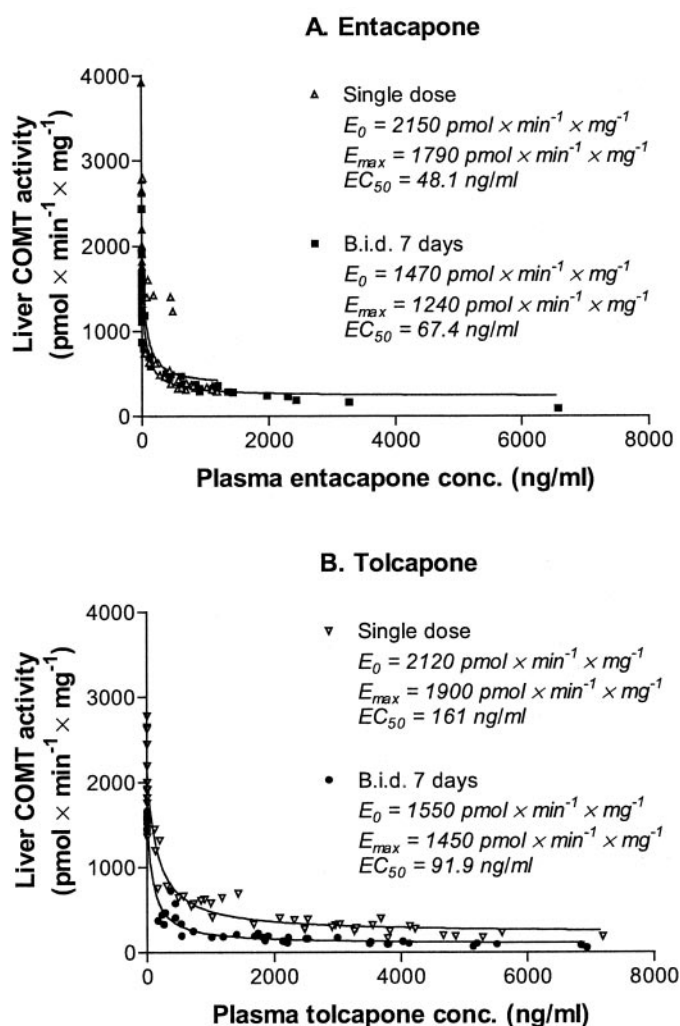 A. Entacapone
Liver COMT activity
(pmol × min⁻¹ × mg⁻¹)
4000
3000
2000
1000
0
Single dose
E₀ = 2150 pmol × min⁻¹ × mg⁻¹
Eₘₐₓ = 1790 pmol × min⁻¹ × mg⁻¹
EC₅₀ = 48.1 ng/ml
B.i.d. 7 days
E₀ = 1470 pmol × min⁻¹ × mg⁻¹
Eₘₐₓ = 1240 pmol × min⁻¹ × mg⁻¹
EC₅₀ = 67.4 ng/ml
0 2000 4000 6000 8000
Plasma entacapone conc. (ng/ml)
B. Tolcapone
Liver COMT activity
(pmol × min⁻¹ × mg⁻¹)
4000
3000
2000
1000
0
Single dose
E₀ = 2120 pmol × min⁻¹ × mg⁻¹
Eₘₐₓ = 1900 pmol × min⁻¹ × mg⁻¹
EC₅₀ = 161 ng/ml
B.i.d. 7 days
E₀ = 1550 pmol × min⁻¹ × mg⁻¹
Eₘₐₓ = 1450 pmol × min⁻¹ × mg⁻¹
EC₅₀ = 91.9 ng/ml
0 2000 4000 6000 8000
Plasma tolcapone conc. (ng/ml)